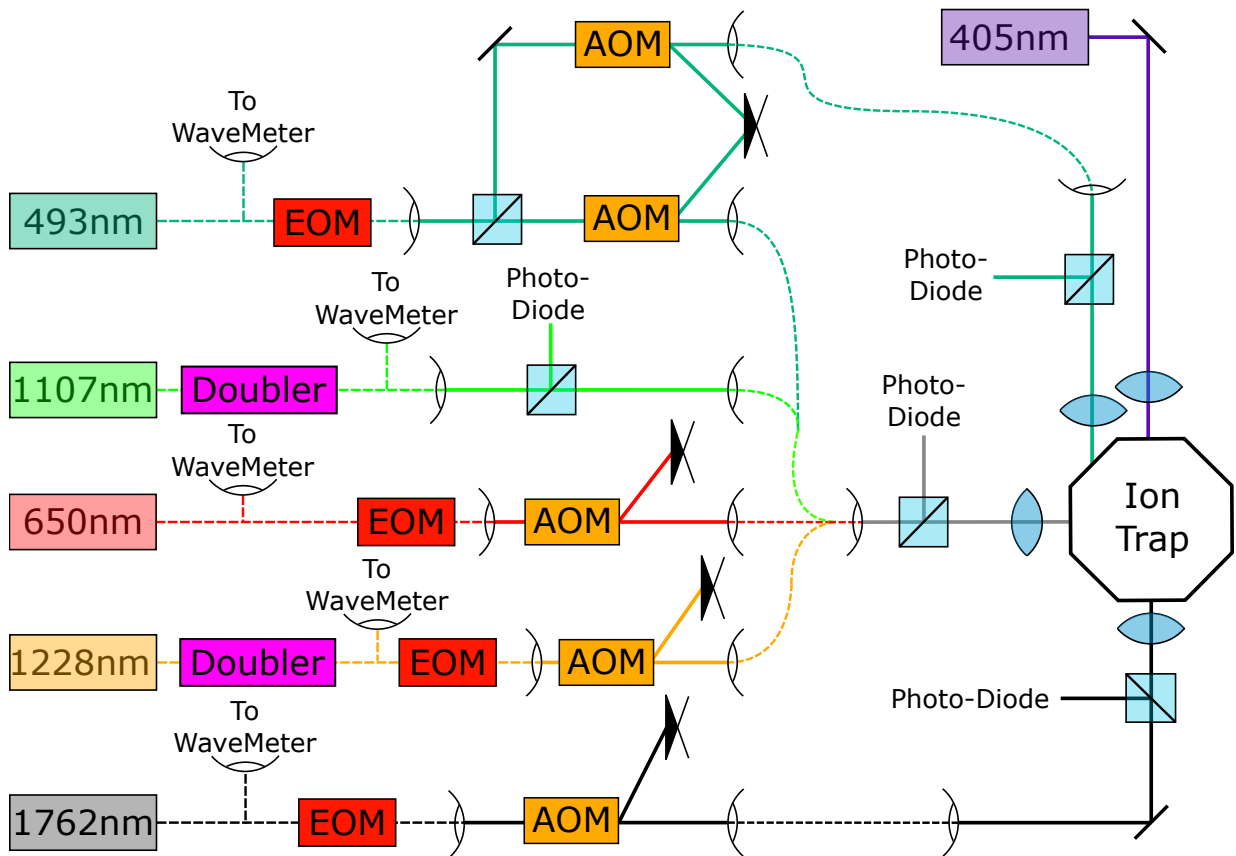 AOM
405nm
To
WaveMeter
493nm
EOM
AOM
Photo-
Diode
To
WaveMeter
Photo-
Diode
1107nm
Doubler
Photo-
Diode
To
WaveMeter
650nm
EOM
AOM
Ion
Trap
To
WaveMeter
1228nm
Doubler
EOM
AOM
Photo-Diode
To
WaveMeter
1762nm
EOM
AOM